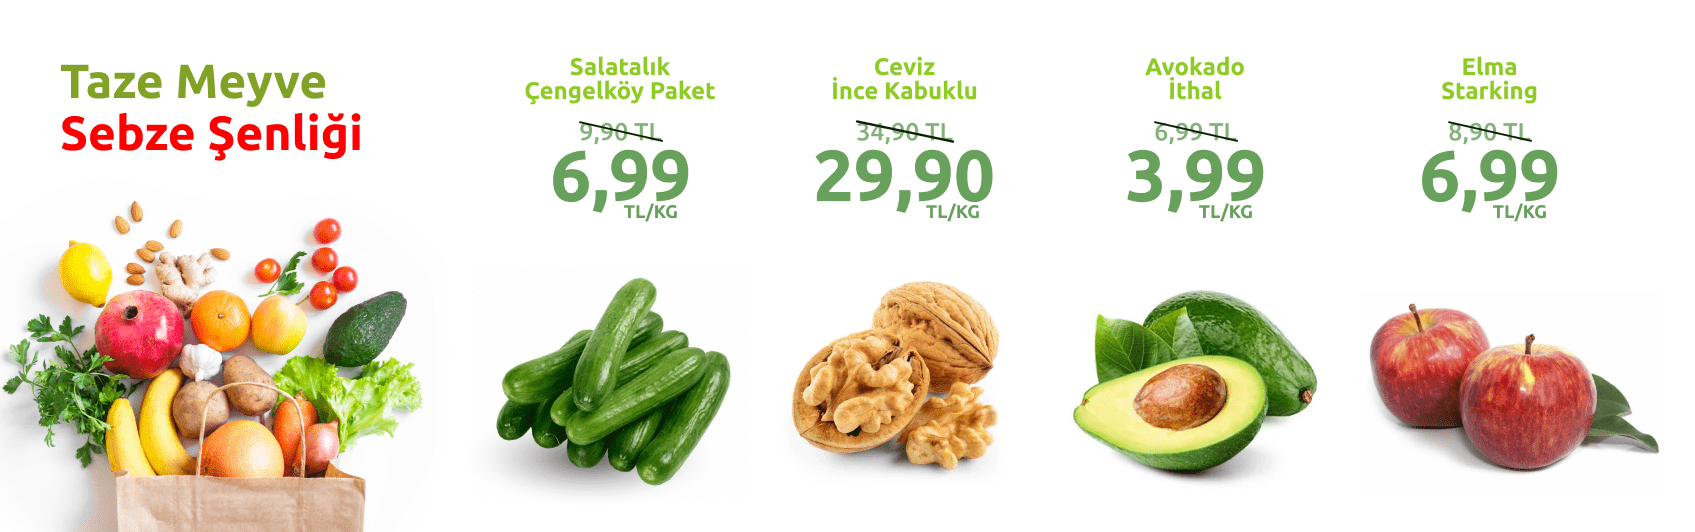 Taze Meyve
Sebze Şenliği
Salatalık
Çengelköy Paket
9,90 TL
6,99
TL/KG
Ceviz
İnce Kabuklu
34,90 TL
29,90
TL/KG
Avokado
İthal
6,99 TL
3,99
TL/KG
Elma
Starking
8,90 TL
6,99
TL/KG